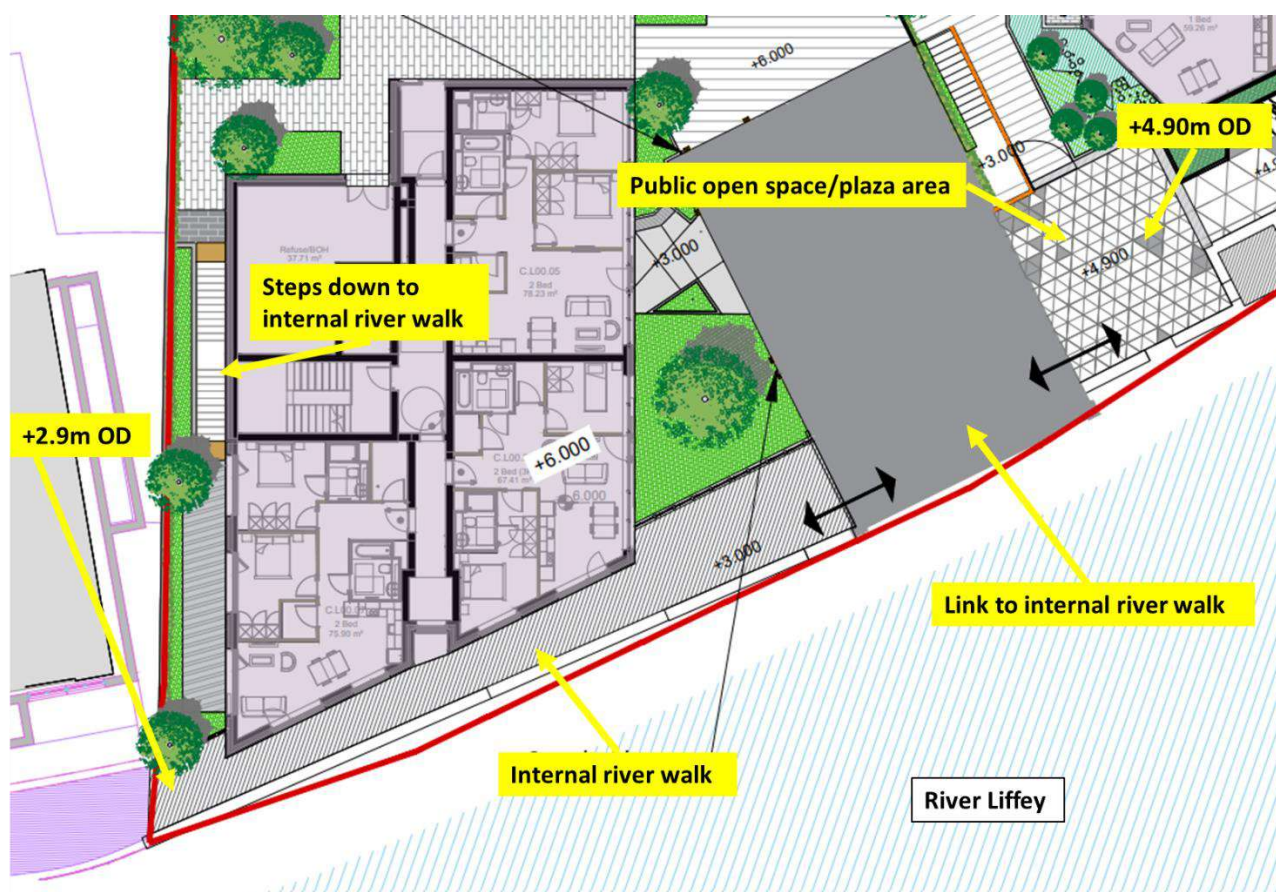 +6.000
1 Bed
59.26 m²
+4.90m OD
+3.000
Public open space/plaza area
+3.000
+4.900
Refuse/BOH
37.71 m²
C.L00.05
2 Bed
78.23 m²
Steps down to
internal river walk
+2.9m OD
+6.000
2 Bed
67.41 m²
6.000
+3.000
Link to internal river walk
2 Bed
75.90 m²
Internal river walk
River Liffey